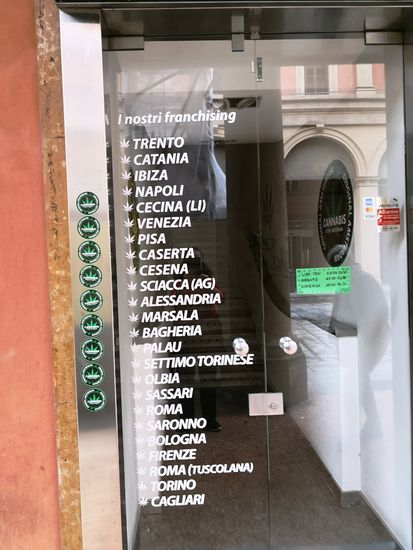 I nostri franchising
TRENTO
CATANIA
IBIZA
NAPOLI
CECINA (LI)
VENEZIA
PISA
CASERTA
CESENA
SCIACCA (AG)
ALESSANDRIA
MARSALA
BAGHERIA
PALAU
SETTIMO TORINESE
OLBIA
SASSARI
ROMA
SARONNO
BOLOGNA
FIRENZE
ROMA (TUSCOLANA)
TORINO
CAGLIARI
CANNABIS